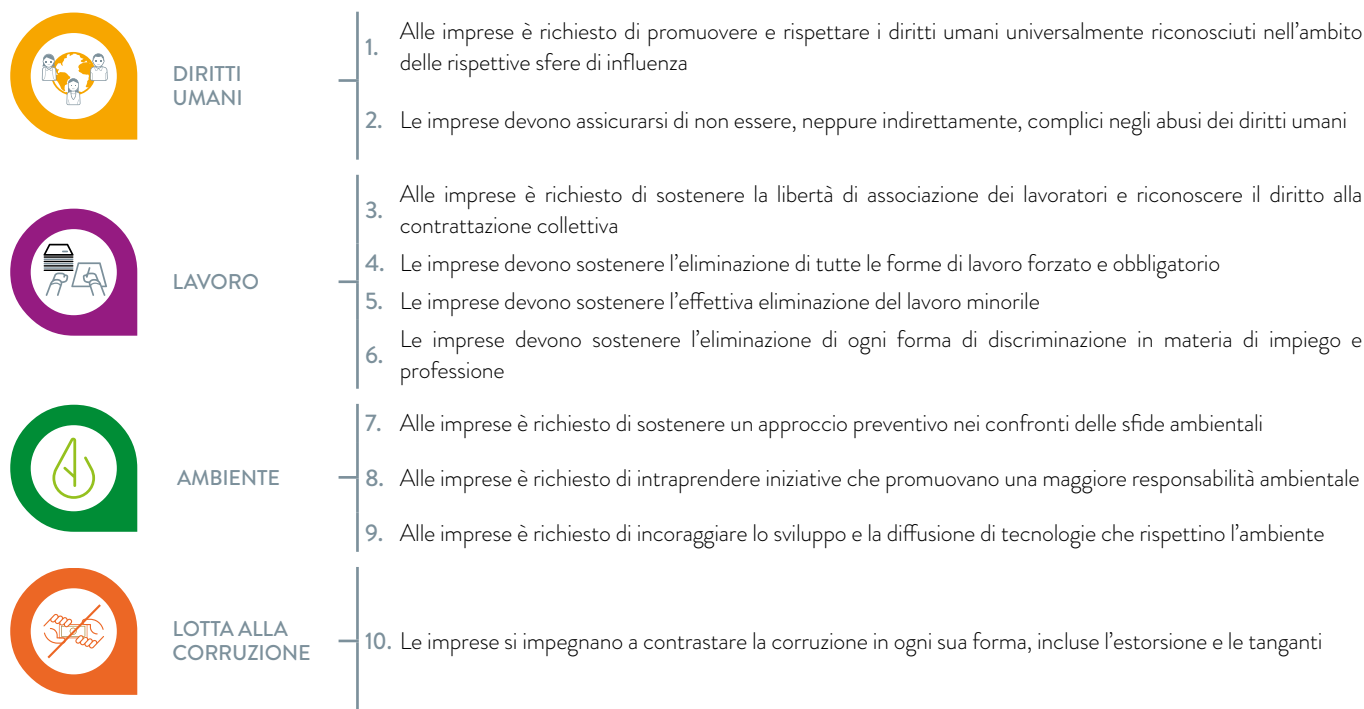 DIRITTI
UMANI
1. Alle imprese è richiesto di promuovere e rispettare i diritti umani universalmente riconosciuti nell’ambito
delle rispettive sfere di influenza
2. Le imprese devono assicurarsi di non essere, neppure indirettamente, complici negli abusi dei diritti umani
LAVORO
3. Alle imprese è richiesto di sostenere la libertà di associazione dei lavoratori e riconoscere il diritto alla
contrattazione collettiva
4. Le imprese devono sostenere l’eliminazione di tutte le forme di lavoro forzato e obbligatorio
5. Le imprese devono sostenere l’effettiva eliminazione del lavoro minorile
6. Le imprese devono sostenere l’eliminazione di ogni forma di discriminazione in materia di impiego e
professione
AMBIENTE
7. Alle imprese è richiesto di sostenere un approccio preventivo nei confronti delle sfide ambientali
8. Alle imprese è richiesto di intraprendere iniziative che promuovano una maggiore responsabilità ambientale
9. Alle imprese è richiesto di incoraggiare lo sviluppo e la diffusione di tecnologie che rispettino l’ambiente
LOTTA ALLA
CORRUZIONE
10. Le imprese si impegnano a contrastare la corruzione in ogni sua forma, incluse l’estorsione e le tanganti